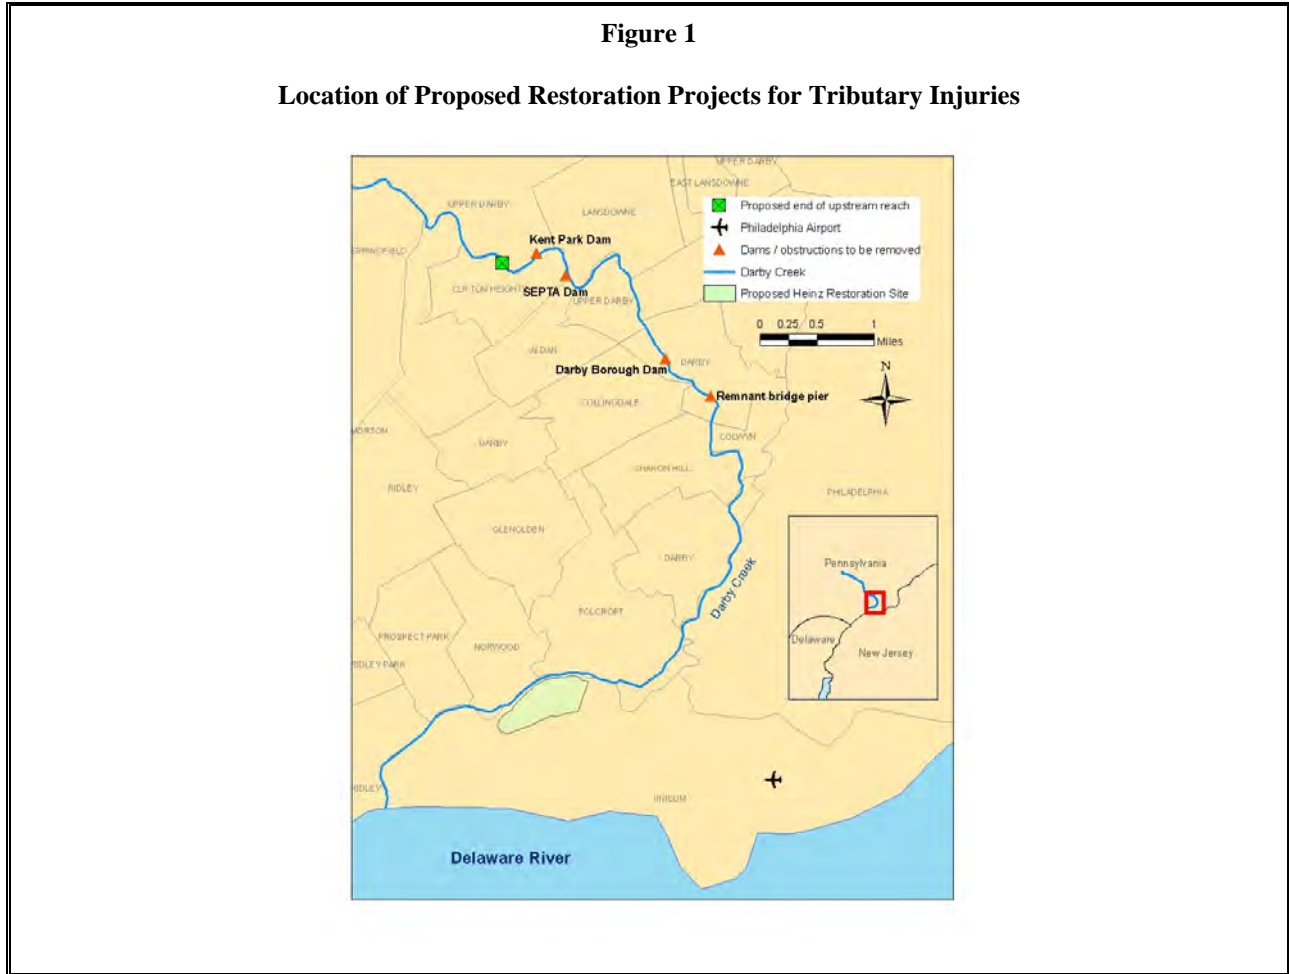 Figure 1
Location of Proposed Restoration Projects for Tributary Injuries
UPPER DARBY
EAST LANSDOWNE
UPPER DARBY
LANSDOWNE
Proposed end of upstream reach
Philadelphia Airport
Dams / obstructions to be removed
Darby Creek
Proposed Heinz Restoration Site
Kent Park Dam
SPRINGFIELD
CLIFTON HEIGHTS
SEPTA Dam
UPPER DARBY
0 0.25 0.5 1
Miles
N
ALDAN
Darby Borough Dam
DARBY
Remnant bridge pier
COLLINGDALE
MORTON
DARBY
COLWYN
SHARON HILL
RIDLEY
PHILADELPHIA
GLENOLDEN
DARBY
Darby Creek
Pennsylvania
Delaware
New Jersey
FOLCROFT
PROSPECT PARK
NORWOOD
RIDLEY PARK
RIDLEY
TINICUM
Delaware River